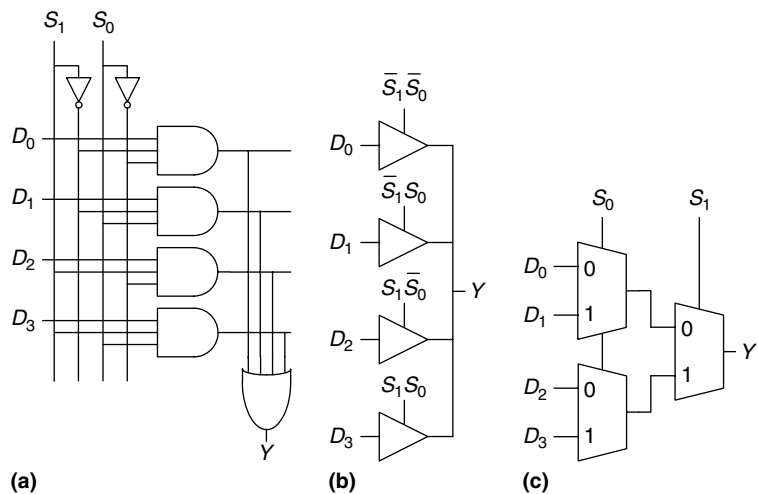 S₁ S₀
D₀
D₁
D₂
D₃
Y
(a)
S̅₁S̅₀
D₀
S̅₁S₀
D₁
S₁S̅₀
D₂
S₁S₀
D₃
Y
(b)
S₀ S₁
D₀ 0
D₁ 1
D₂ 0
D₃ 1
0
1
Y
(c)